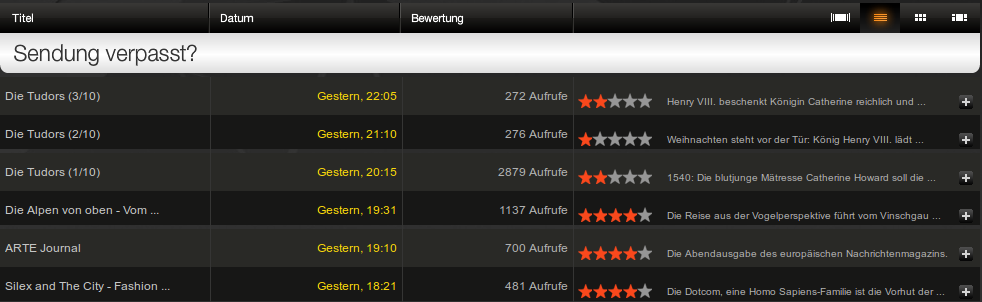 Titel Datum Bewertung
Sendung verpasst?
Die Tudors (3/10) Gestern, 22:05 272 Aufrufe Henry VIII. beschenkt Königin Catherine reichlich und ...
Die Tudors (2/10) Gestern, 21:10 276 Aufrufe Weihnachten steht vor der Tür: König Henry VIII. lädt ...
Die Tudors (1/10) Gestern, 20:15 2879 Aufrufe 1540: Die blutjunge Mätresse Catherine Howard soll die ...
Die Alpen von oben - Vom ... Gestern, 19:31 1137 Aufrufe Die Reise aus der Vogelperspektive führt vom Vinschgau ...
ARTE Journal Gestern, 19:10 700 Aufrufe Die Abendausgabe des europäischen Nachrichtenmagazins.
Silex and The City - Fashion ... Gestern, 18:21 481 Aufrufe Die Dotcom, eine Homo Sapiens-Familie ist die Vorhut der ...